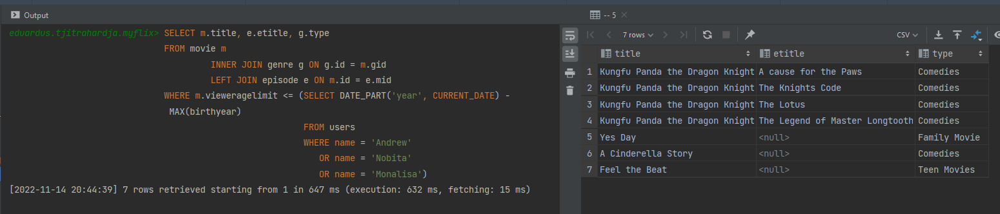 Output
eduardus.tjitrahardja.myflix> SELECT m.title, e.etitle, g.type
FROM movie m
INNER JOIN genre g ON g.id = m.gid
LEFT JOIN episode e ON m.id = e.mid
WHERE m.vieweragelimit <= (SELECT DATE_PART('year', CURRENT_DATE) -
MAX(birthyear)
FROM users
WHERE name = 'Andrew'
OR name = 'Nobita'
OR name = 'Monalisa')
[2022-11-14 20:44:39] 7 rows retrieved starting from 1 in 647 ms (execution: 632 ms, fetching: 15 ms)
-- 5
7 rows CSV
title etitle type
1 Kungfu Panda the Dragon Knight A cause for the Paws Comedies
2 Kungfu Panda the Dragon Knight The Knights Code Comedies
3 Kungfu Panda the Dragon Knight The Lotus Comedies
4 Kungfu Panda the Dragon Knight The Legend of Master Longtooth Comedies
5 Yes Day <null> Family Movie
6 A Cinderella Story <null> Comedies
7 Feel the Beat <null> Teen Movies